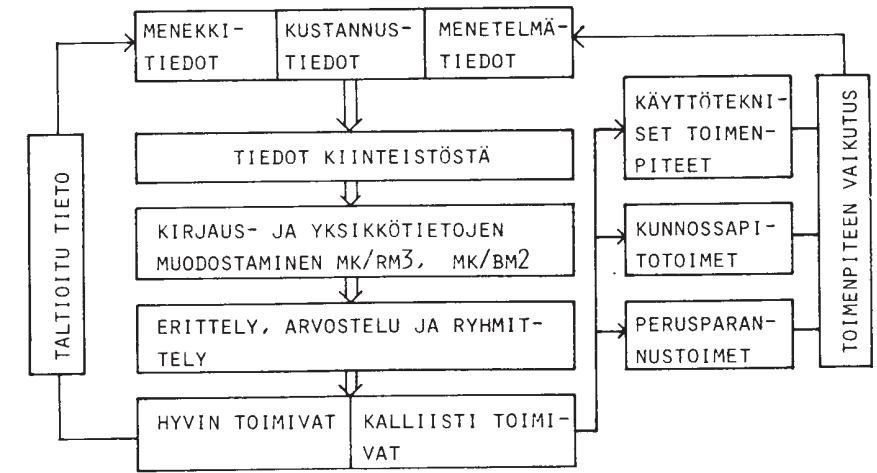 MENEKKI-
TIEDOT
KUSTANNUS-
TIEDOT
MENETELMÄ-
TIEDOT
TIEDOT KIINTEISTÖSTÄ
KIRJAUS- JA YKSIKKÖTIETOJEN
MUODOSTAMINEN MK/RM3, MK/BM2
ERITTELY, ARVOSTELU JA RYHMIT-
TELY
HYVIN TOIMIVAT
KALLIISTI TOIMI-
VAT
TALTIOITU TIETO
KÄYTTÖTEKNI-
SET TOIMEN-
PITEET
KUNNOSSAPI-
TOTOIMET
PERUSPARAN-
NUSTOIMET
TOIMENPITEEN VAIKUTUS